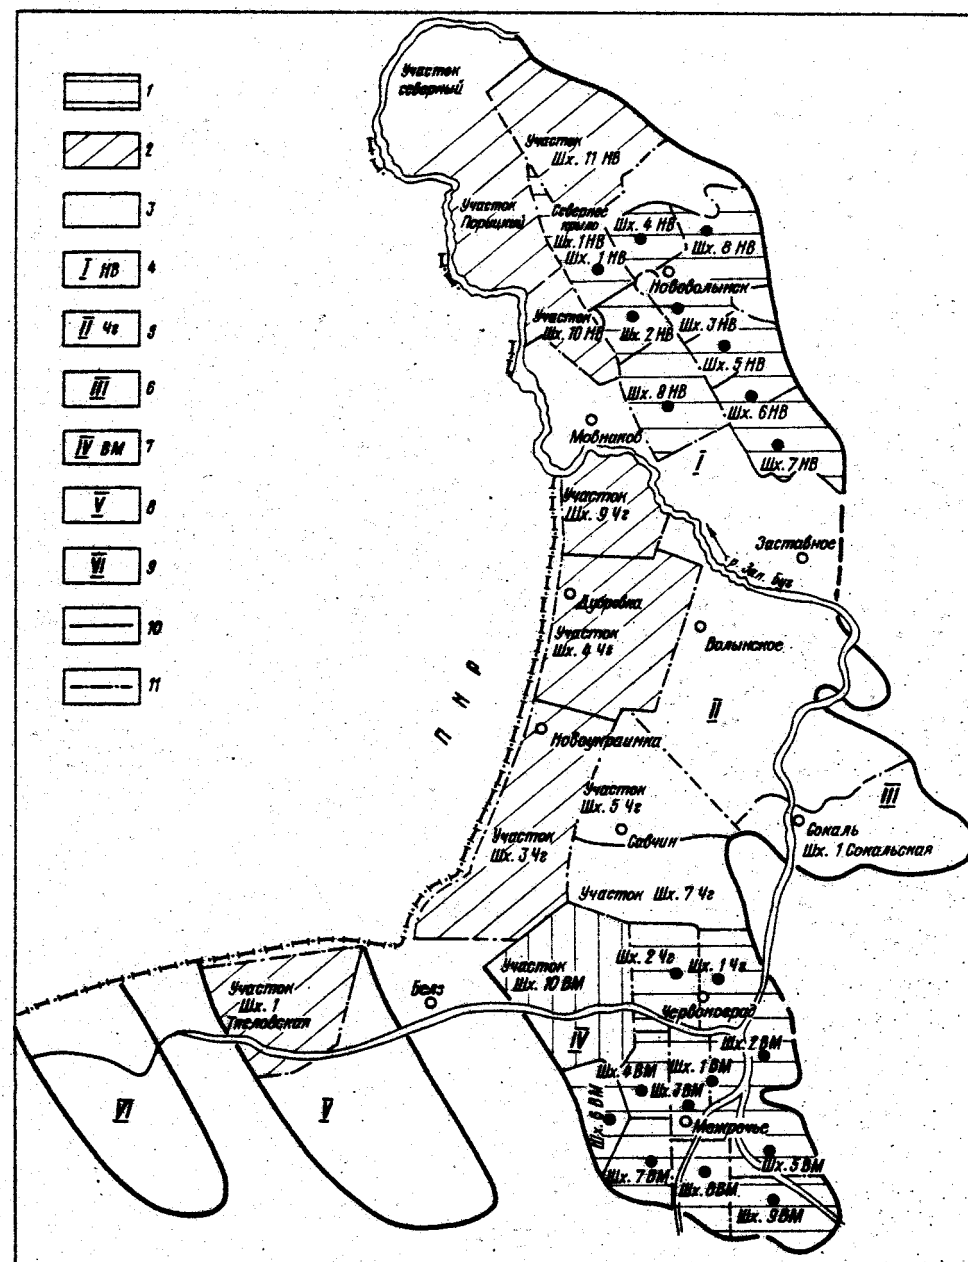 1
2
3
I НВ 4
II Чг 5
III 6
IV ВМ 7
V 8
VI 9
10
11
Участок
северный
Участок
Шх. 11 НВ
Участок
Порицкий
Северное
крыло
Шх. 1 НВ
Шх. 1 НВ
Шх. 4 НВ
Шх. 8 НВ
Нововолынск
Участок
Шх. 10 НВ
Шх. 2 НВ
Шх. 3 НВ
Шх. 5 НВ
Шх. 6 НВ
Шх. 7 НВ
I
Участок
Шх. 9 Чг
Заставное
р. Зап. Буг
Дубровка
Участок
Шх. 4 Чг
Волынское
П Н Р
II
Новоукраинка
Участок
Шх. 5 Чг
III
Савчин
Сокаль
Шх. 1 Сокальская
Участок
Шх. 3 Чг
Участок Шх. 7 Чг
Участок
Шх. 10 ВМ
Шх. 2 Чг
Шх. 1 Чг
Червоноград
Белз
Участок
Шх. 1
Тягловская
IV
Шх. 2 ВМ
Шх. 4 ВМ
Шх. 1 ВМ
Шх. 3 ВМ
Шх. 6 ВМ
Межречье
VI
V
Шх. 5 ВМ
Шх. 7 ВМ
Шх. 8 ВМ
Шх. 9 ВМ